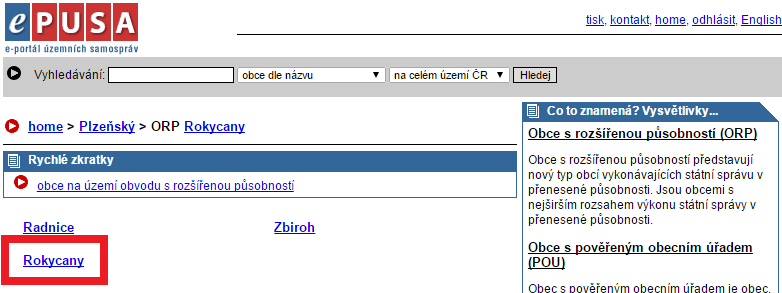 ePUSA
e-portál územních samospráv
tisk, kontakt, home, odhlásit, English
Vyhledávání: obce dle názvu na celém území ČR Hledej
home > Plzeňský > ORP Rokycany
Rychlé zkratky
obce na území obvodu s rozšířenou působností
Radnice Zbiroh
Rokycany
Co to znamená? Vysvětlivky...
Obce s rozšířenou působností (ORP)
Obce s rozšířenou působností představují
nový typ obcí vykonávajících státní správu v
přenesené působnosti. Jsou obcemi s
nejširším rozsahem výkonu státní správy v
přenesené působnosti.
Obce s pověřeným obecním úřadem
(POU)
Obec s pověřeným obecním úřadem je obec,